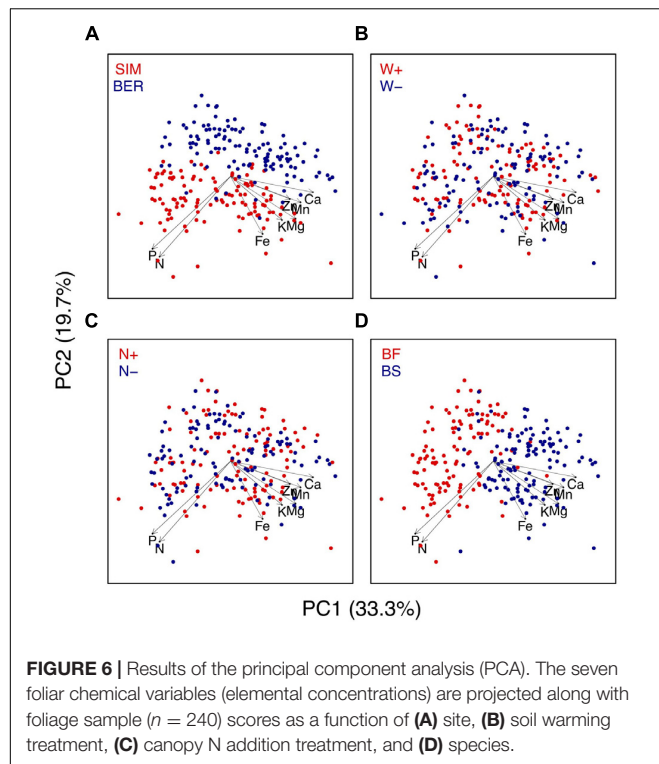 A
B
SIM
BER
W+
W−
Ca
Zn
Mn
K
Mg
Fe
P
N
Ca
Zn
Mn
K
Mg
Fe
P
N
PC2 (19.7%)
C
D
N+
N−
BF
BS
Ca
Zn
Mn
K
Mg
Fe
P
N
Ca
Zn
Mn
K
Mg
Fe
P
N
PC1 (33.3%)
FIGURE 6 | Results of the principal component analysis (PCA). The seven
foliar chemical variables (elemental concentrations) are projected along with
foliage sample (n = 240) scores as a function of (A) site, (B) soil warming
treatment, (C) canopy N addition treatment, and (D) species.